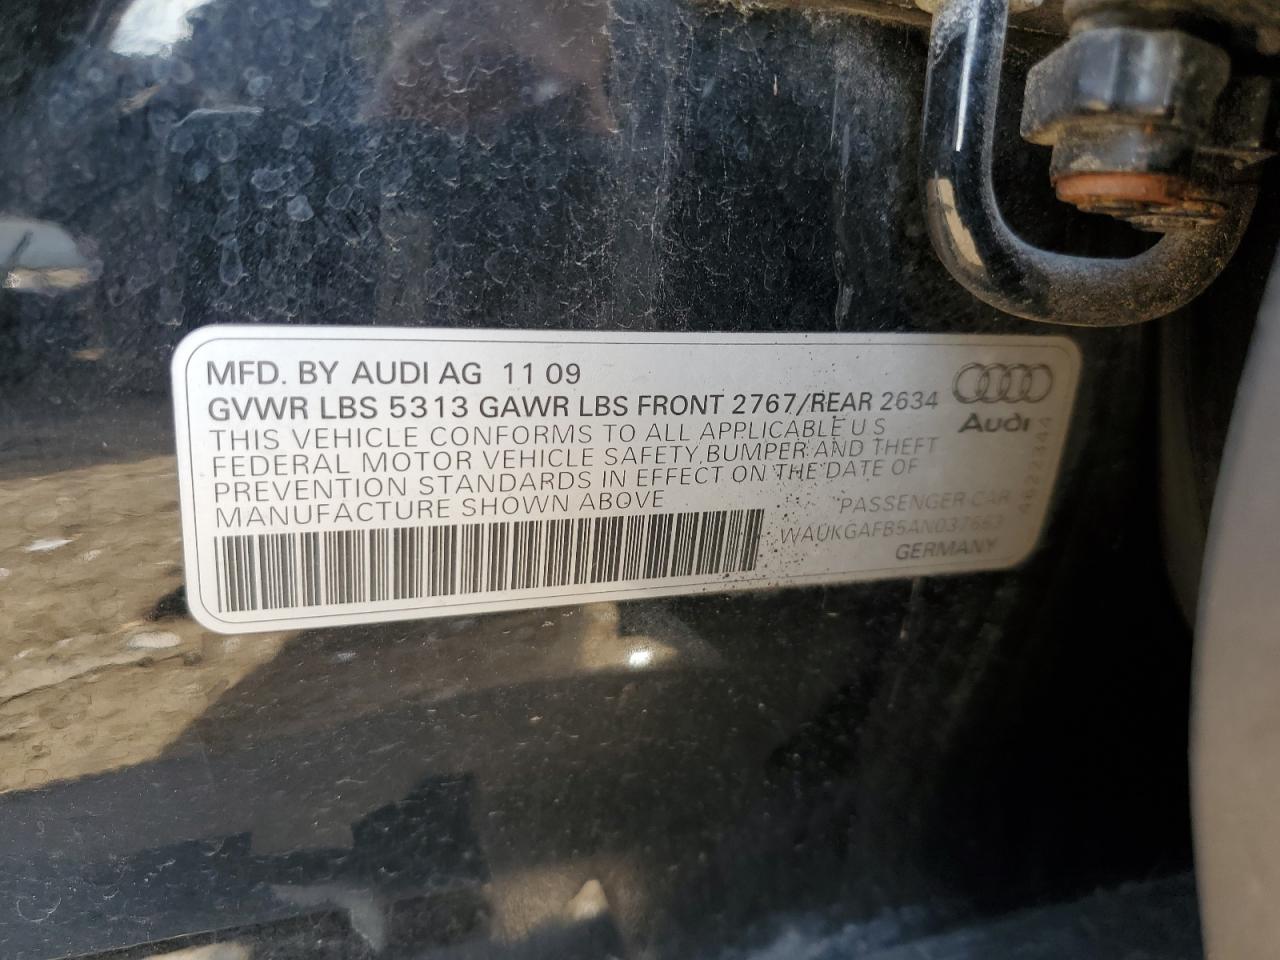 MFD. BY AUDI AG 11 09
GVWR LBS 5313 GAWR LBS FRONT 2767/REAR 2634
THIS VEHICLE CONFORMS TO ALL APPLICABLE U S
FEDERAL MOTOR VEHICLE SAFETY, BUMPER AND THEFT
PREVENTION STANDARDS IN EFFECT ON THE DATE OF
MANUFACTURE SHOWN ABOVE
PASSENGER CAR
WAUKGAFB5AN037663
GERMANY
Audi
4622344